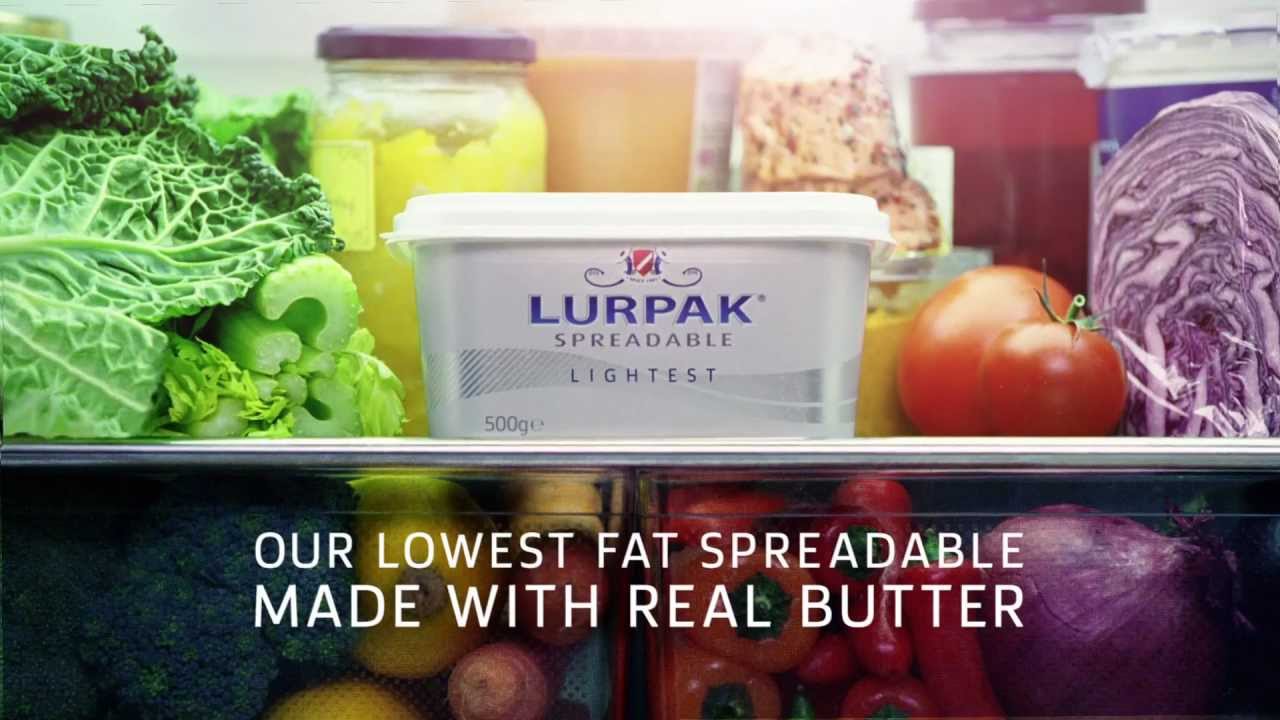 LURPAK®
SPREADABLE
LIGHTEST
500g℮
OUR LOWEST FAT SPREADABLE
MADE WITH REAL BUTTER